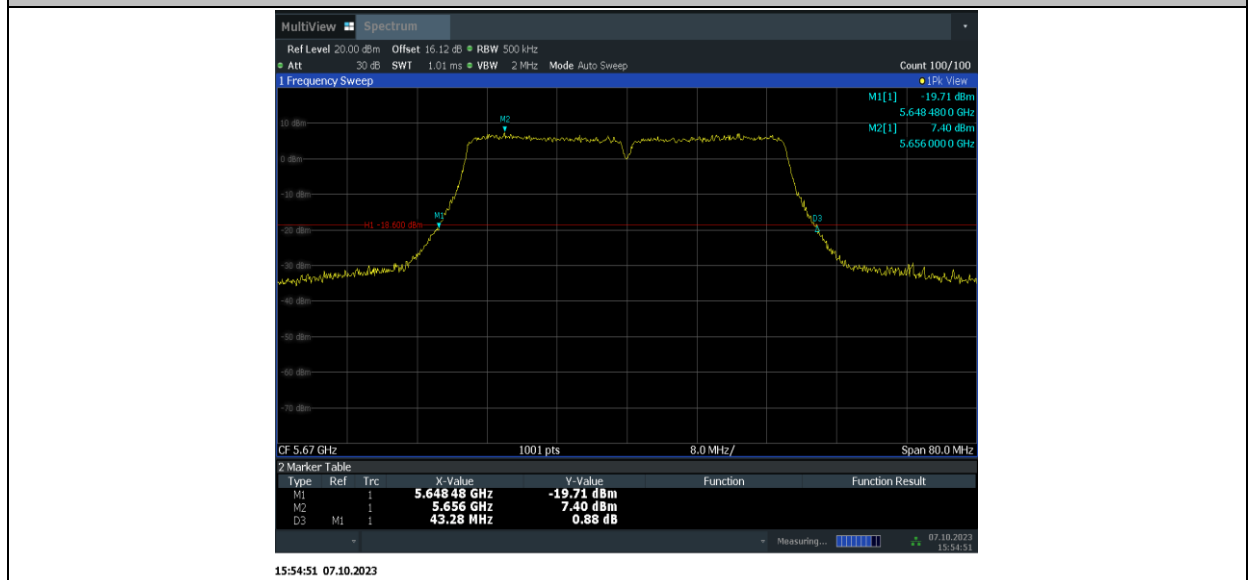 MultiView Spectrum
Ref Level 20.00 dBm Offset 16.12 dB RBW 500 kHz
Att 30 dB SWT 1.01 ms VBW 2 MHz Mode Auto Sweep Count 100/100
1 Frequency Sweep 1Pk View
M1[1] -19.71 dBm
5.648 480 0 GHz
M2[1] 7.40 dBm
5.656 000 0 GHz
M2
10 dBm
0 dBm
-10 dBm
M1
D3
H1 -18.600 dBm
-20 dBm
-30 dBm
-40 dBm
-50 dBm
-60 dBm
-70 dBm
CF 5.67 GHz 1001 pts 8.0 MHz/ Span 80.0 MHz
2 Marker Table
Type Ref Trc X-Value Y-Value Function Function Result
M1 1 5.648 48 GHz -19.71 dBm
M2 1 5.656 GHz 7.40 dBm
D3 M1 1 43.28 MHz 0.88 dB
Measuring... 07.10.2023
15:54:51
15:54:51 07.10.2023